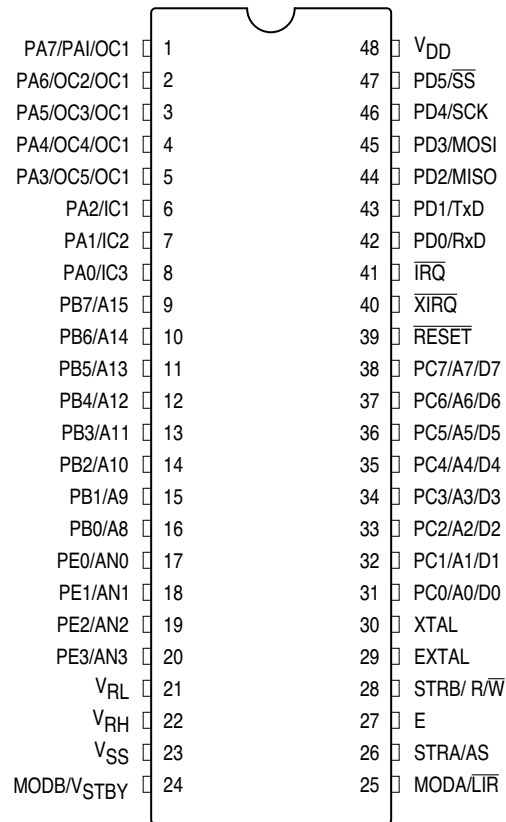 PA7/PAI/OC1 1 48 VDD
PA6/OC2/OC1 2 47 PD5/S̅S̅
PA5/OC3/OC1 3 46 PD4/SCK
PA4/OC4/OC1 4 45 PD3/MOSI
PA3/OC5/OC1 5 44 PD2/MISO
PA2/IC1 6 43 PD1/TxD
PA1/IC2 7 42 PD0/RxD
PA0/IC3 8 41 I̅R̅Q̅
PB7/A15 9 40 X̅I̅R̅Q̅
PB6/A14 10 39 R̅E̅S̅E̅T̅
PB5/A13 11 38 PC7/A7/D7
PB4/A12 12 37 PC6/A6/D6
PB3/A11 13 36 PC5/A5/D5
PB2/A10 14 35 PC4/A4/D4
PB1/A9 15 34 PC3/A3/D3
PB0/A8 16 33 PC2/A2/D2
PE0/AN0 17 32 PC1/A1/D1
PE1/AN1 18 31 PC0/A0/D0
PE2/AN2 19 30 XTAL
PE3/AN3 20 29 EXTAL
VRL 21 28 STRB/ R/W̅
VRH 22 27 E
VSS 23 26 STRA/AS
MODB/VSTBY 24 25 MODA/L̅I̅R̅